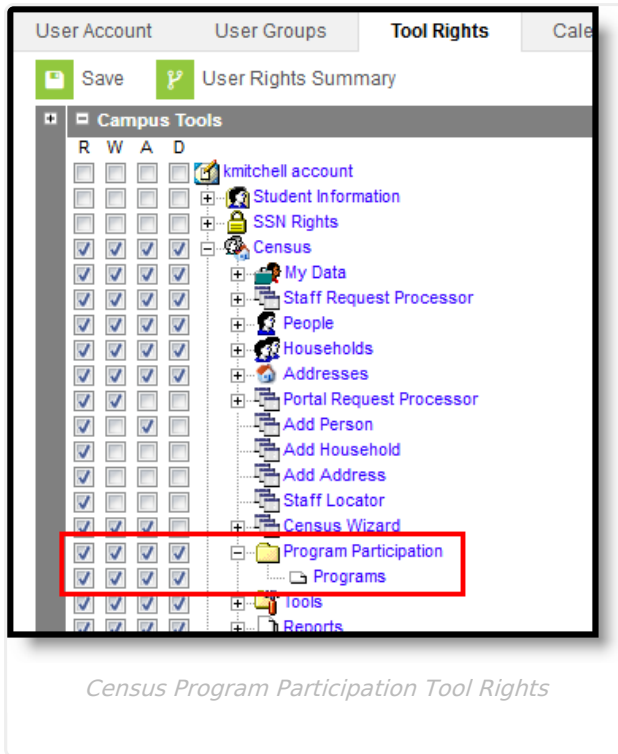 User Account User Groups Tool Rights Cale
Save User Rights Summary
Campus Tools
R W A D
kmitchell account
Student Information
SSN Rights
Census
My Data
Staff Request Processor
People
Households
Addresses
Portal Request Processor
Add Person
Add Household
Add Address
Staff Locator
Census Wizard
Program Participation
Programs
Tools
Reports
Census Program Participation Tool Rights